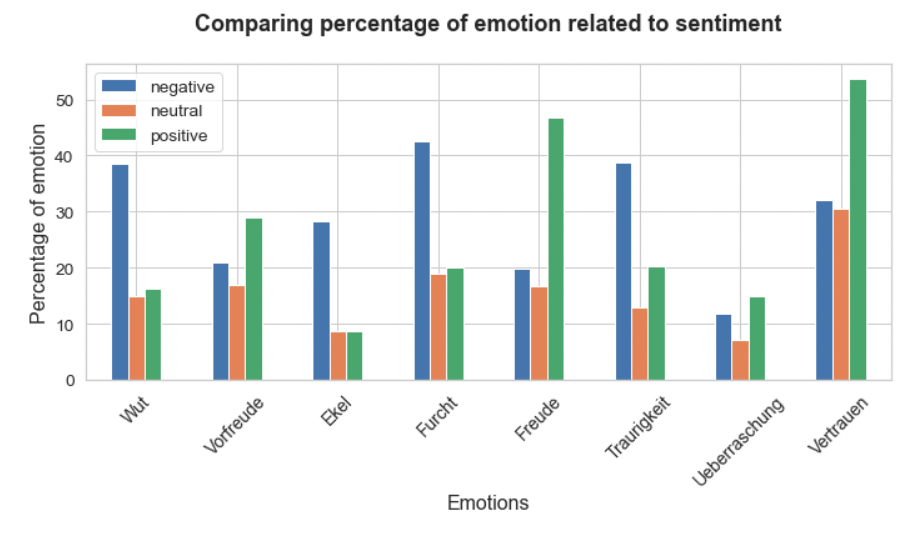 Comparing percentage of emotion related to sentiment
negative
neutral
positive
Percentage of emotion
50
40
30
20
10
0
Wut
Vorfreude
Ekel
Furcht
Freude
Traurigkeit
Ueberraschung
Vertrauen
Emotions